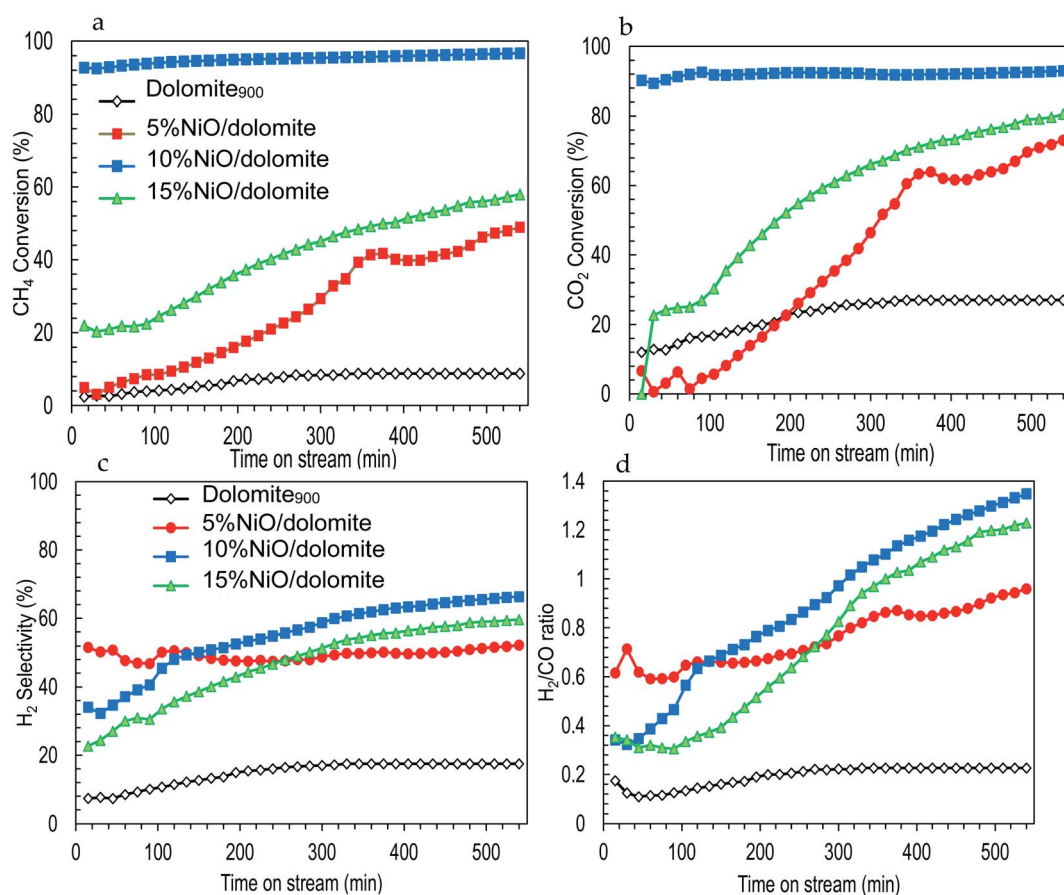 a
100
80
60
40
20
0
CH₄ Conversion (%)
Dolomite₉₀₀
5%NiO/dolomite
10%NiO/dolomite
15%NiO/dolomite
0 100 200 300 400 500
Time on stream (min)
b
100
80
60
40
20
0
CO₂ Conversion (%)
0 100 200 300 400 500
Time on stream (min)
c
100
80
60
40
20
0
H₂ Selectivity (%)
Dolomite₉₀₀
5%NiO/dolomite
10%NiO/dolomite
15%NiO/dolomite
0 100 200 300 400 500
Time on stream (min)
d
1.4
1.2
1
0.8
0.6
0.4
0.2
0
H₂/CO ratio
0 100 200 300 400 500
Time on stream (min)